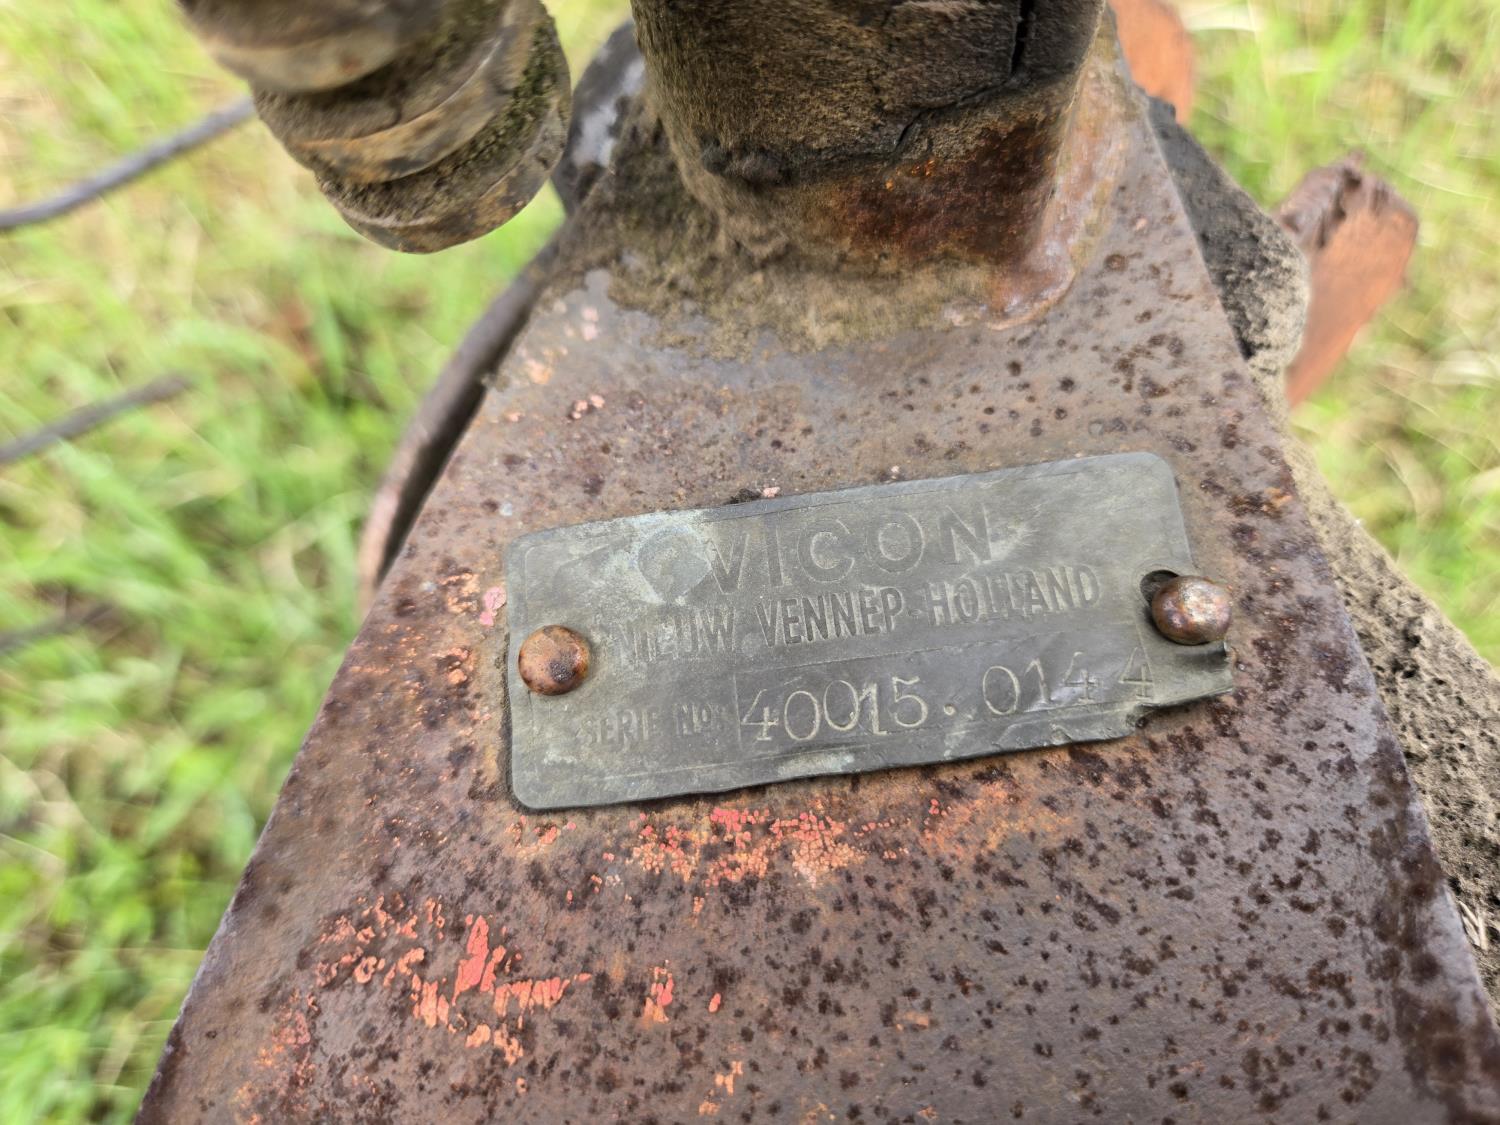 VICON
NIEUW VENNEP HOLLAND
SERIE No: 40015.0144